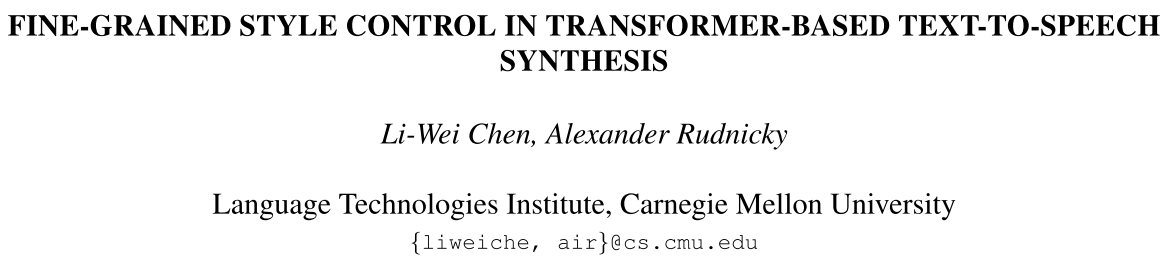 FINE-GRAINED STYLE CONTROL IN TRANSFORMER-BASED TEXT-TO-SPEECH
SYNTHESIS
Li-Wei Chen, Alexander Rudnicky
Language Technologies Institute, Carnegie Mellon University
{liweiche, air}@cs.cmu.edu